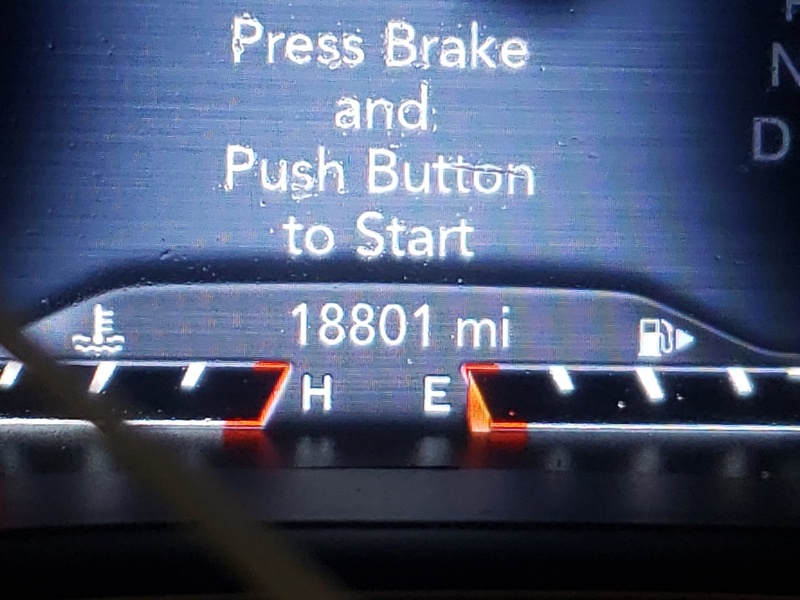 Press Brake
and
Push Button
to Start
N
D
18801 mi
H E